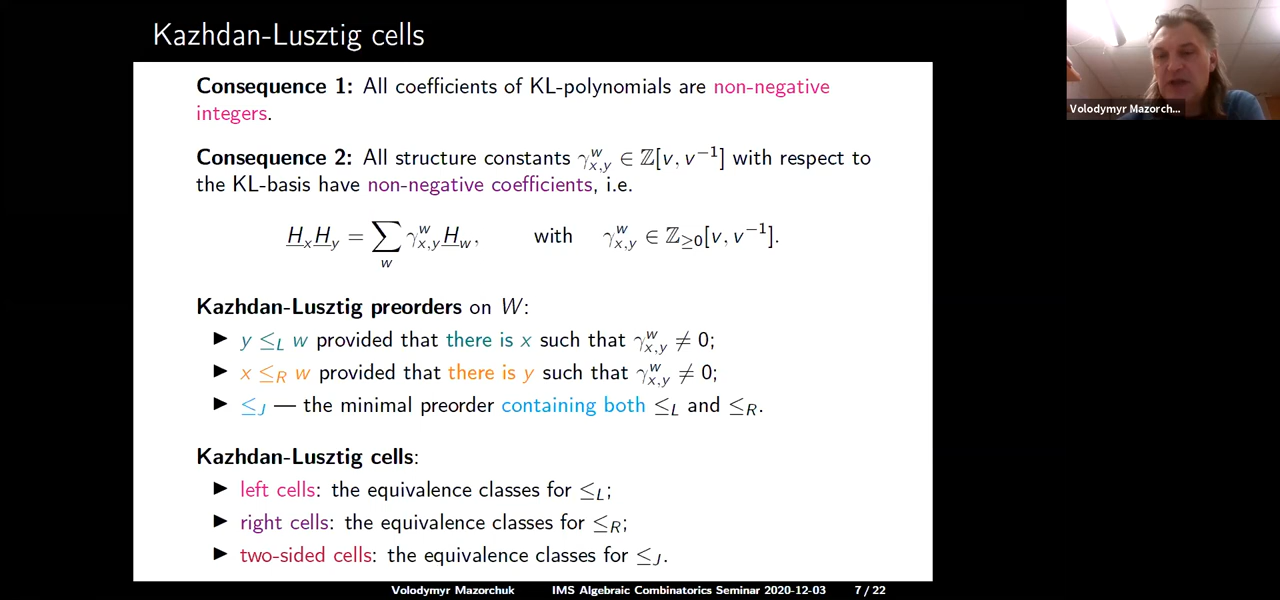 Kazhdan-Lusztig cells
Volodymyr Mazorch...
Consequence 1: All coefficients of KL-polynomials are non-negative
integers.
Consequence 2: All structure constants γ^w_{x,y} ∈ ℤ[v, v^{-1}] with respect to
the KL-basis have non-negative coefficients, i.e.
H_x H_y = ∑_w γ^w_{x,y} H_w, with γ^w_{x,y} ∈ ℤ_{≥0}[v, v^{-1}].
Kazhdan-Lusztig preorders on W:
▶ y ≤_L w provided that there is x such that γ^w_{x,y} ≠ 0;
▶ x ≤_R w provided that there is y such that γ^w_{x,y} ≠ 0;
▶ ≤_J — the minimal preorder containing both ≤_L and ≤_R.
Kazhdan-Lusztig cells:
▶ left cells: the equivalence classes for ≤_L;
▶ right cells: the equivalence classes for ≤_R;
▶ two-sided cells: the equivalence classes for ≤_J.
Volodymyr Mazorchuk IMS Algebraic Combinatorics Seminar 2020-12-03 7 / 22